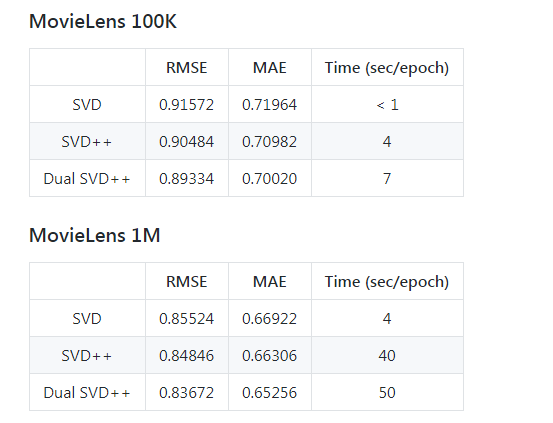 MovieLens 100K
RMSE MAE Time (sec/epoch)
SVD 0.91572 0.71964 < 1
SVD++ 0.90484 0.70982 4
Dual SVD++ 0.89334 0.70020 7
MovieLens 1M
RMSE MAE Time (sec/epoch)
SVD 0.85524 0.66922 4
SVD++ 0.84846 0.66306 40
Dual SVD++ 0.83672 0.65256 50